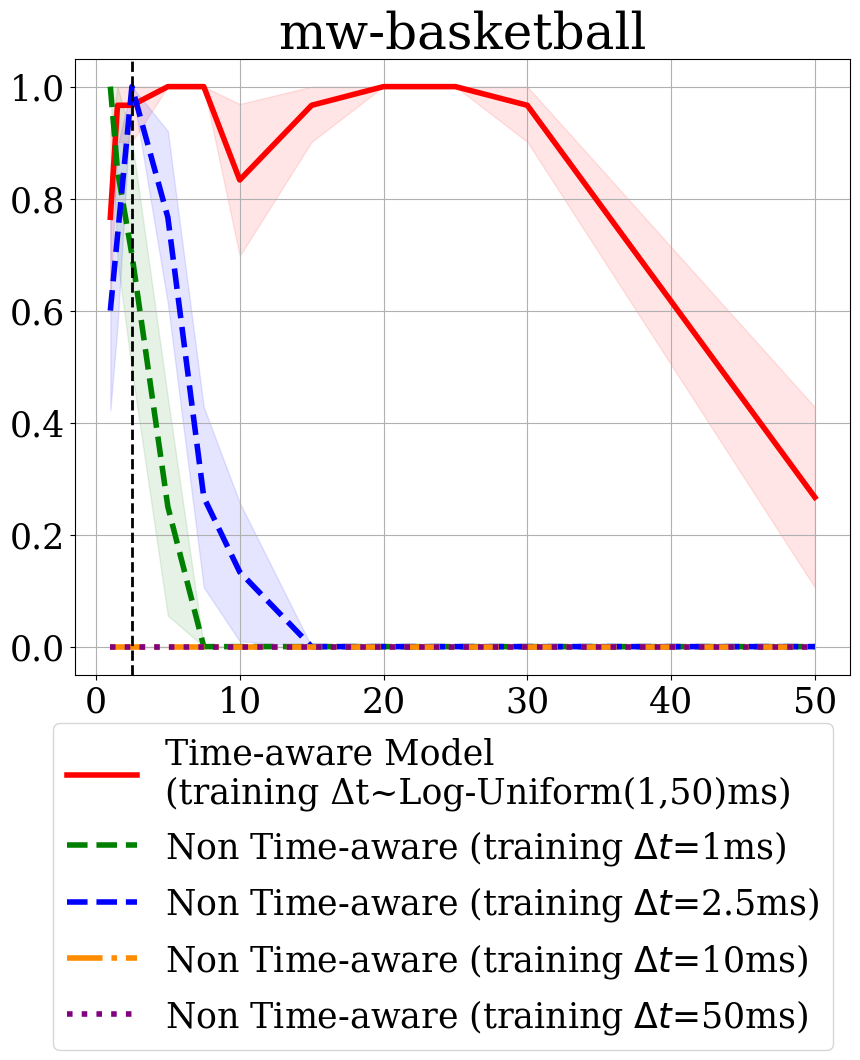 mw-basketball
1.0
0.8
0.6
0.4
0.2
0.0
0 10 20 30 40 50
Time-aware Model
(training Δt~Log-Uniform(1,50)ms)
Non Time-aware (training Δt=1ms)
Non Time-aware (training Δt=2.5ms)
Non Time-aware (training Δt=10ms)
Non Time-aware (training Δt=50ms)